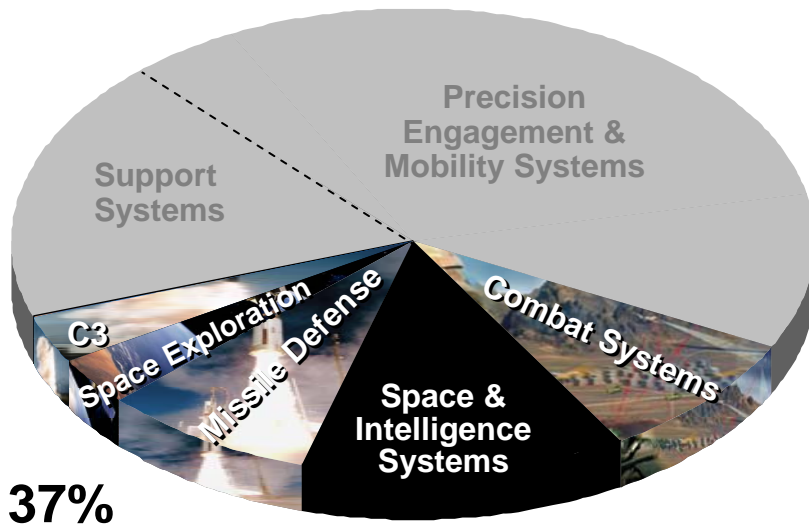 Precision
Engagement &
Mobility Systems
Support
Systems
C3
Space Exploration
Missile Defense
Space &
Intelligence
Systems
Combat Systems
37%